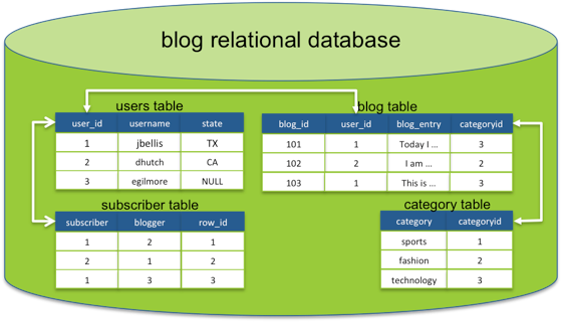 blog relational database
users table
user_id username state
1 jbellis TX
2 dhutch CA
3 egilmore NULL
blog table
blog_id user_id blog_entry categoryid
101 1 Today I ... 3
102 2 I am ... 2
103 1 This is ... 3
subscriber table
subscriber blogger row_id
1 2 1
2 1 2
1 3 3
category table
category categoryid
sports 1
fashion 2
technology 3